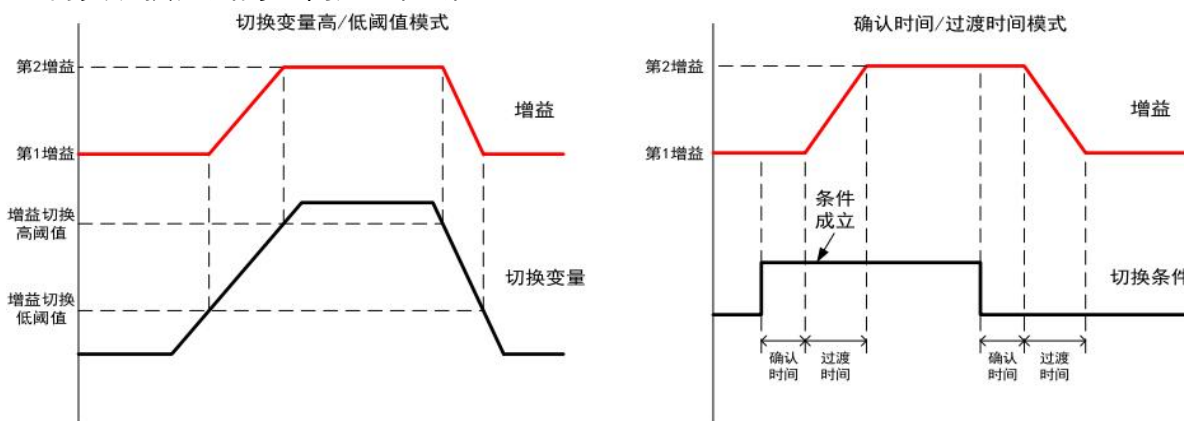 切换变量高/低阈值模式
第2增益
增益
第1增益
增益切换
高阈值
切换变量
增益切换
低阈值
确认时间/过渡时间模式
第2增益
增益
第1增益
条件
成立
切换条件
确认
时间
过渡
时间
确认
时间
过渡
时间